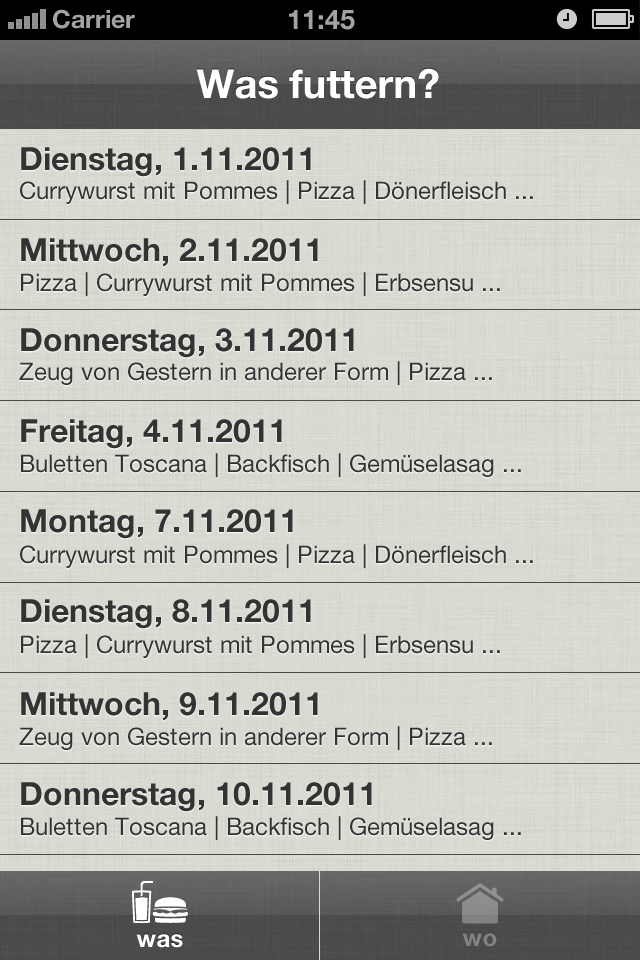 Carrier
11:45
Was futtern?
Dienstag, 1.11.2011
Currywurst mit Pommes | Pizza | Dönerfleisch ...
Mittwoch, 2.11.2011
Pizza | Currywurst mit Pommes | Erbsensu ...
Donnerstag, 3.11.2011
Zeug von Gestern in anderer Form | Pizza ...
Freitag, 4.11.2011
Buletten Toscana | Backfisch | Gemüselasag ...
Montag, 7.11.2011
Currywurst mit Pommes | Pizza | Dönerfleisch ...
Dienstag, 8.11.2011
Pizza | Currywurst mit Pommes | Erbsensu ...
Mittwoch, 9.11.2011
Zeug von Gestern in anderer Form | Pizza ...
Donnerstag, 10.11.2011
Buletten Toscana | Backfisch | Gemüselasag ...
was
wo